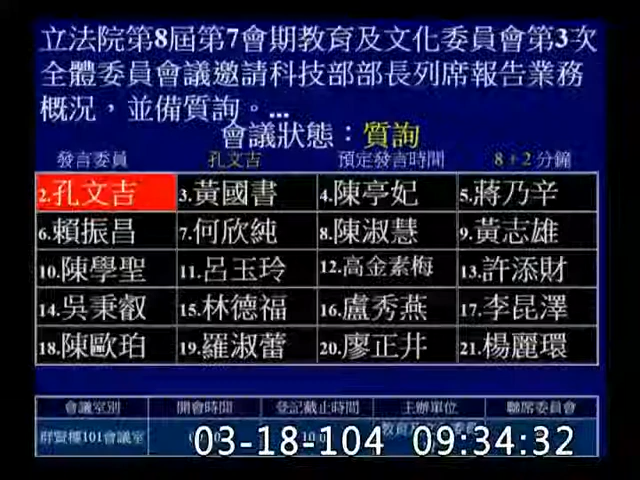 立法院第8屆第7會期教育及文化委員會第3次
全體委員會議邀請科技部部長列席報告業務
概況，並備質詢。...
會議狀態：質詢
發言委員 孔文吉 預定發言時間 8+2分鐘
2.孔文吉 3.黃國書 4.陳亭妃 5.蔣乃辛
6.賴振昌 7.何欣純 8.陳淑慧 9.黃志雄
10.陳學聖 11.呂玉玲 12.高金素梅 13.許添財
14.吳秉叡 15.林德福 16.盧秀燕 17.李昆澤
18.陳歐珀 19.羅淑蕾 20.廖正井 21.楊麗環
會議室別 開會時間 登記截止時間 主辦單位 聯席委員會
群賢樓101會議室
03-18-104 09:34:32